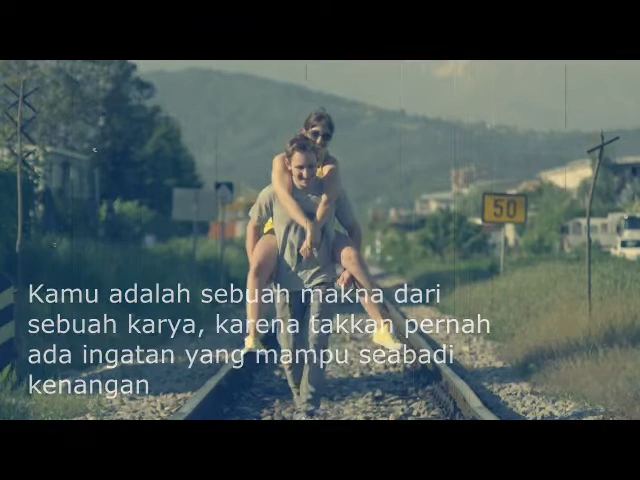 50
Kamu adalah sebuah makna dari
sebuah karya, karena takkan pernah
ada ingatan yang mampu seabadi
kenangan